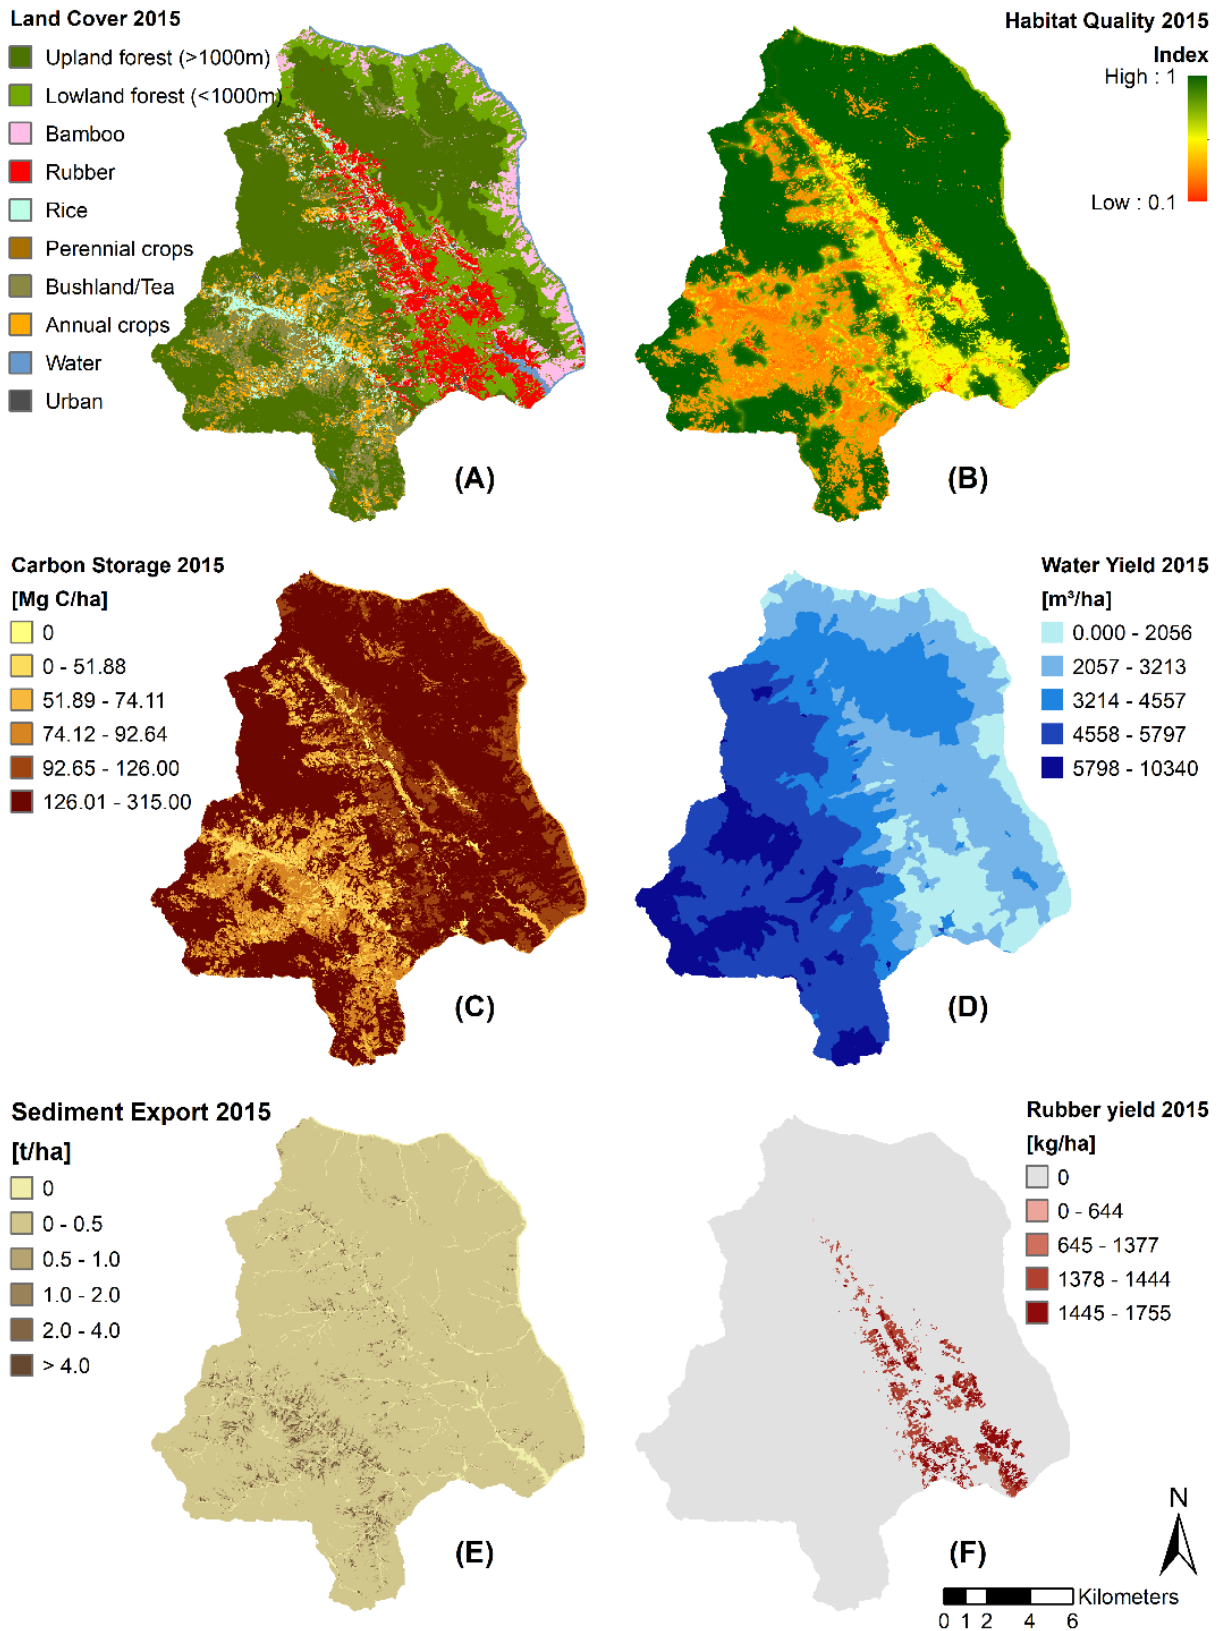 Land Cover 2015
Upland forest (>1000m)
Lowland forest (<1000m)
Bamboo
Rubber
Rice
Perennial crops
Bushland/Tea
Annual crops
Water
Urban
(A)
Habitat Quality 2015
Index
High : 1
Low : 0.1
(B)
Carbon Storage 2015
[Mg C/ha]
0
0 - 51.88
51.89 - 74.11
74.12 - 92.64
92.65 - 126.00
126.01 - 315.00
(C)
Water Yield 2015
[m³/ha]
0.000 - 2056
2057 - 3213
3214 - 4557
4558 - 5797
5798 - 10340
(D)
Sediment Export 2015
[t/ha]
0
0 - 0.5
0.5 - 1.0
1.0 - 2.0
2.0 - 4.0
> 4.0
(E)
Rubber yield 2015
[kg/ha]
0
0 - 644
645 - 1377
1378 - 1444
1445 - 1755
(F)
N
Kilometers
0 1 2 4 6